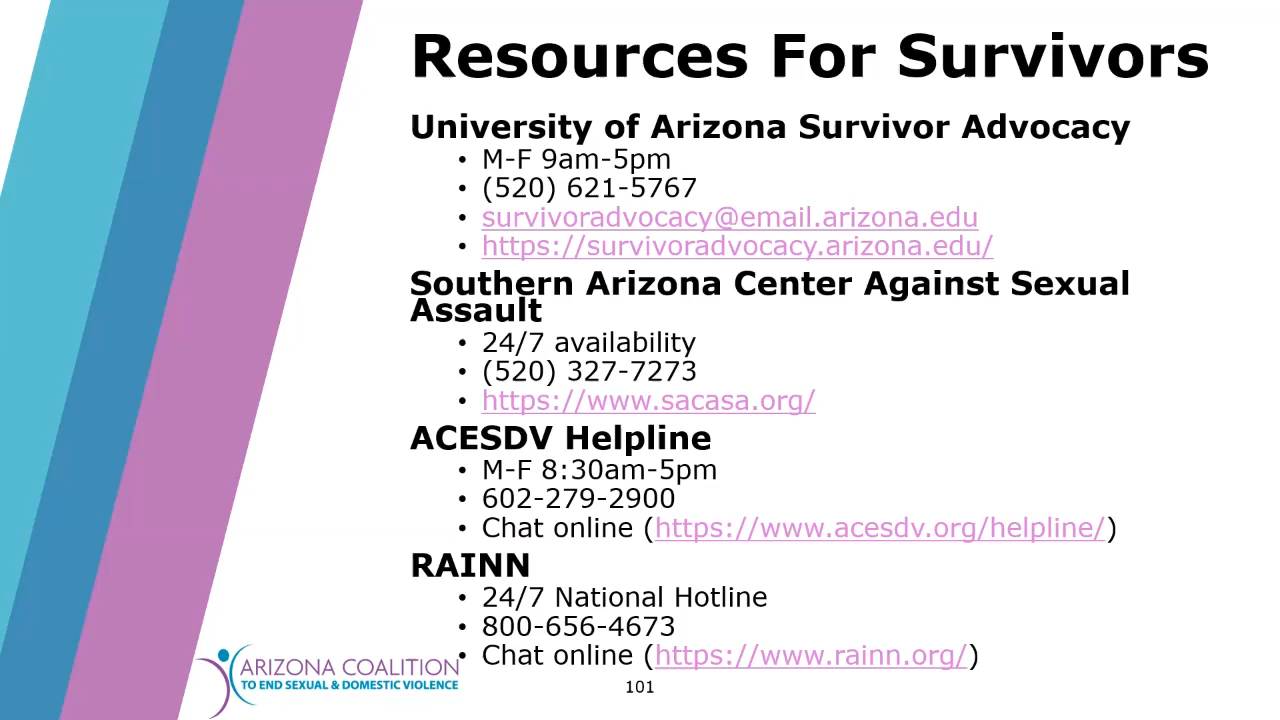 Resources For Survivors
University of Arizona Survivor Advocacy
• M-F 9am-5pm
• (520) 621-5767
• survivoradvocacy@email.arizona.edu
• https://survivoradvocacy.arizona.edu/
Southern Arizona Center Against Sexual
Assault
• 24/7 availability
• (520) 327-7273
• https://www.sacasa.org/
ACESDV Helpline
• M-F 8:30am-5pm
• 602-279-2900
• Chat online (https://www.acesdv.org/helpline/)
RAINN
• 24/7 National Hotline
• 800-656-4673
• Chat online (https://www.rainn.org/)
ARIZONA COALITION
TO END SEXUAL & DOMESTIC VIOLENCE
101